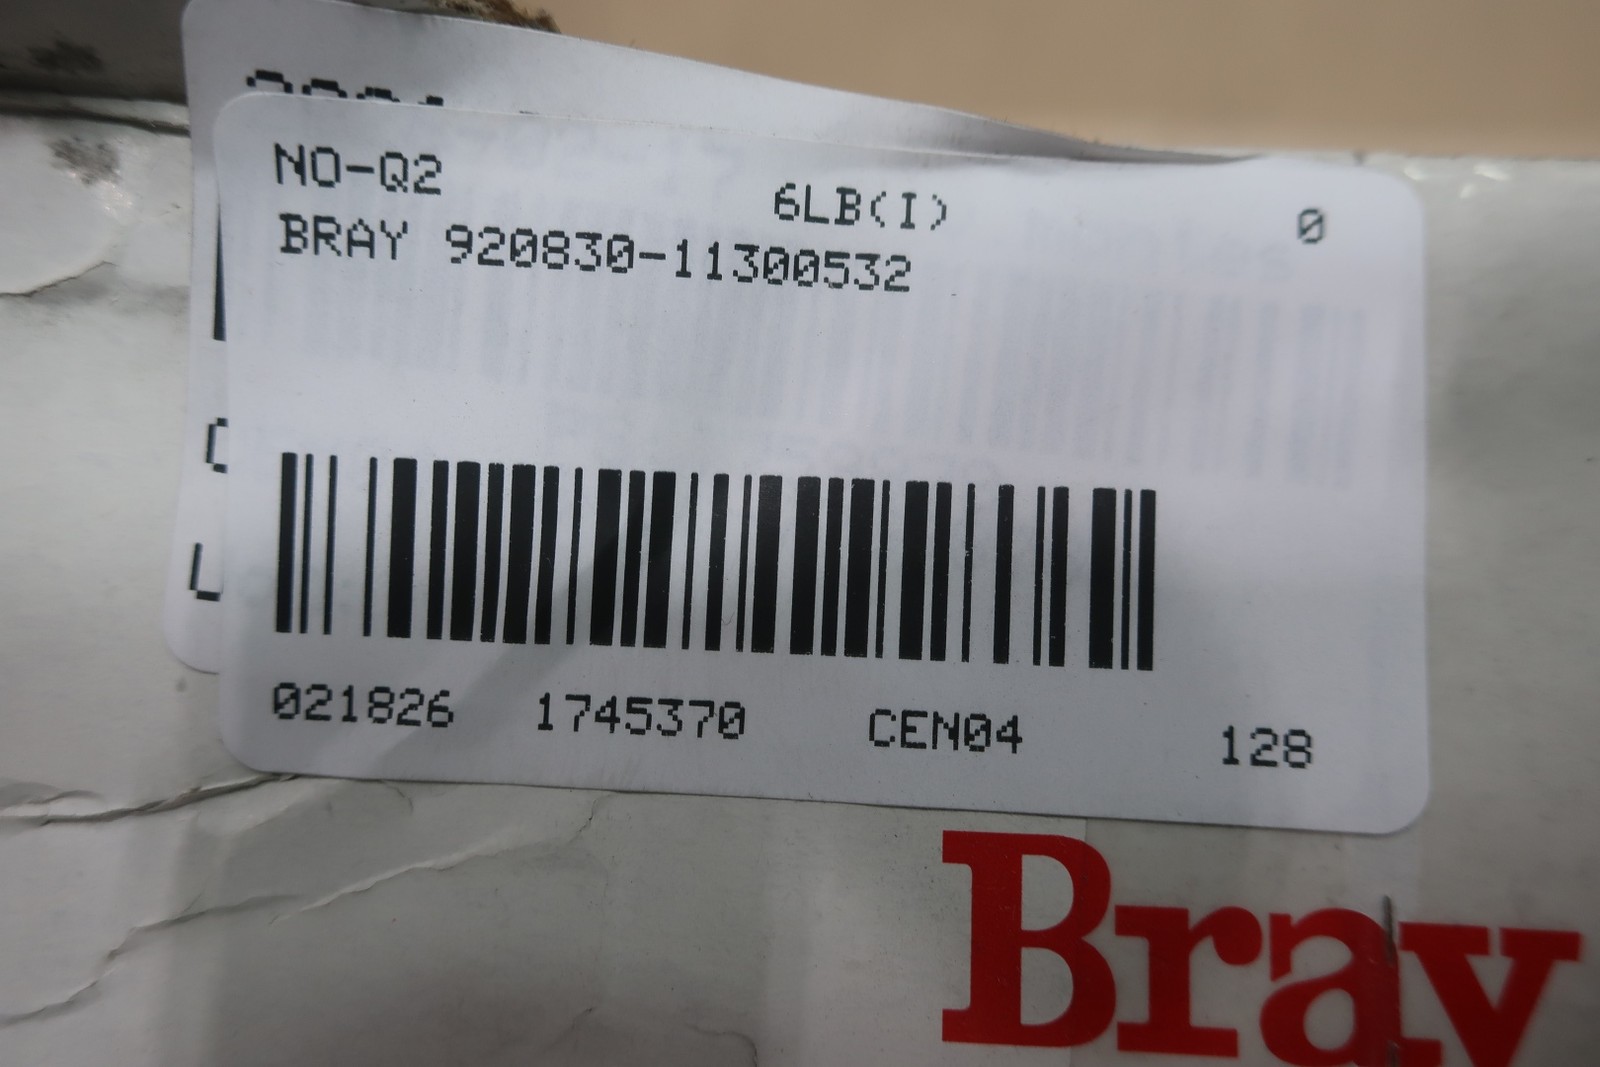 NO-Q2 6LB(I) 0
BRAY 920830-11300532
021826 1745370 CEN04 128
Bray